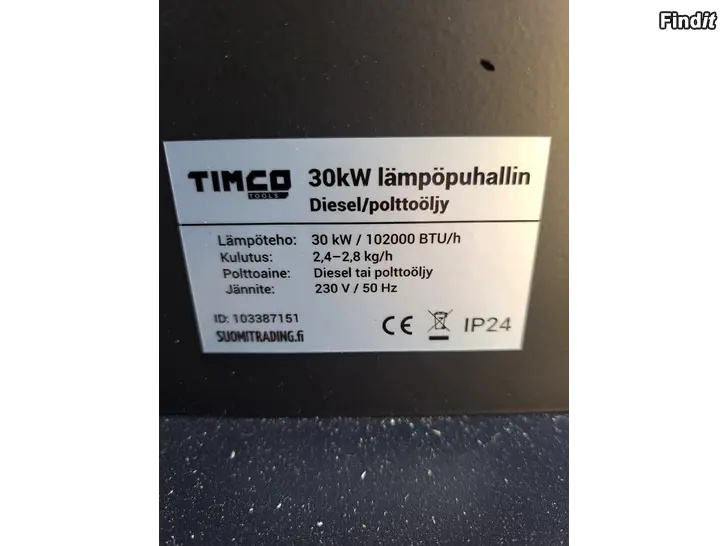 Findit
TIMCO TOOLS
30kW lämpöpuhallin
Diesel/polttoöljy
Lämpöteho: 30 kW / 102000 BTU/h
Kulutus: 2,4–2,8 kg/h
Polttoaine: Diesel tai polttoöljy
Jännite: 230 V / 50 Hz
ID: 103387151
SUOMITRADING.fi
CE IP24